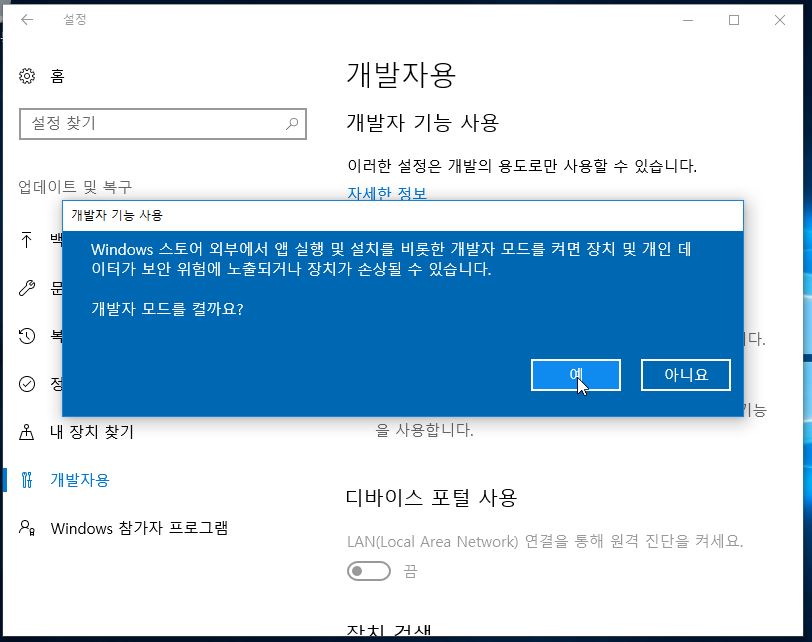 설정
홈
설정 찾기
업데이트 및 복구
내 장치 찾기
개발자용
Windows 참가자 프로그램
개발자용
개발자 기능 사용
이러한 설정은 개발의 용도로만 사용할 수 있습니다.
자세한 정보
개발자 기능 사용
Windows 스토어 외부에서 앱 실행 및 설치를 비롯한 개발자 모드를 켜면 장치 및 개인 데
이터가 보안 위험에 노출되거나 장치가 손상될 수 있습니다.
개발자 모드를 켤까요?
예
아니요
다.
기능
을 사용합니다.
디바이스 포털 사용
LAN(Local Area Network) 연결을 통해 원격 진단을 켜세요.
끔
장치 검색